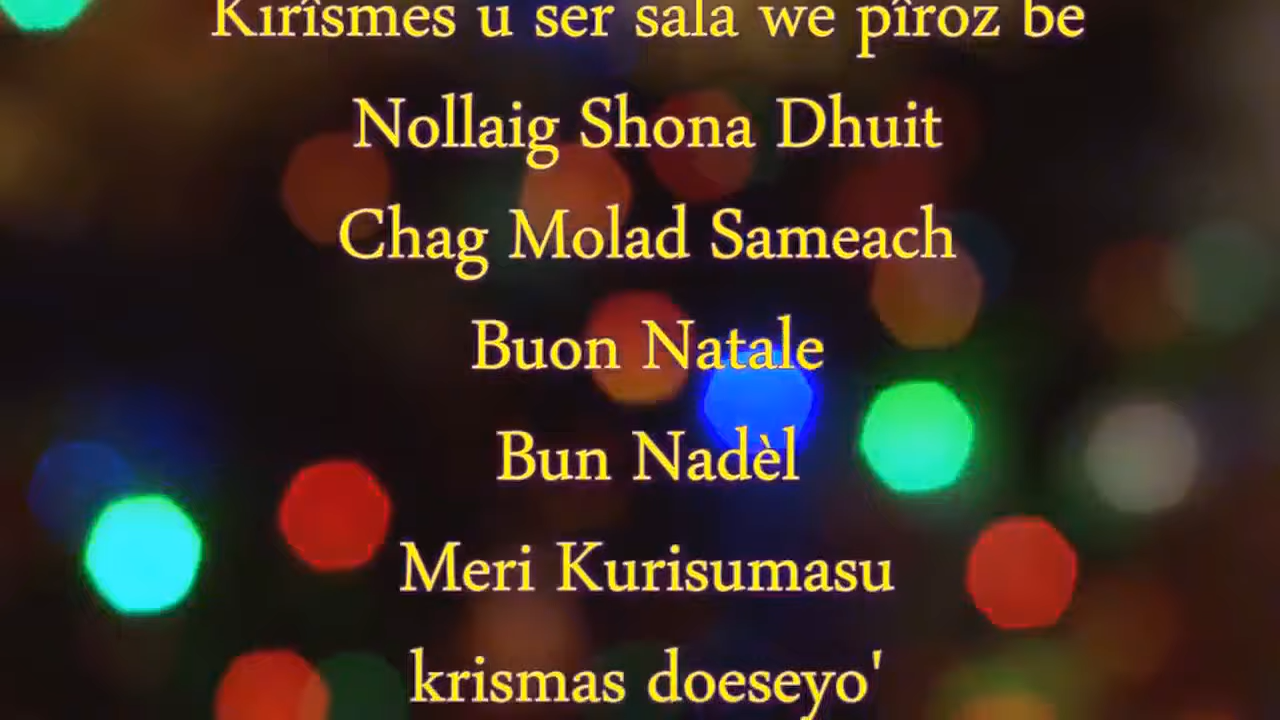 Kirîsmes u ser sala we pîroz be
Nollaig Shona Dhuit
Chag Molad Sameach
Buon Natale
Bun Nadèl
Meri Kurisumasu
krismas doeseyo'